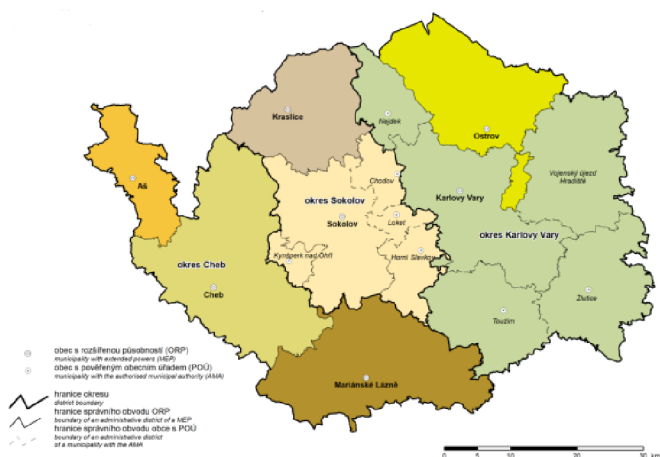 Kraslice
Nejdek
Ostrov
Aš
Chodov
Vojenský újezd
Hradiště
Karlovy Vary
okres Sokolov
Sokolov
Loket
okres Karlovy Vary
Kynšperk nad Ohří
Horní Slavkov
okres Cheb
Cheb
Žlutice
Toužim
Mariánské Lázně
obec s rozšířenou působností (ORP)
municipality with extended powers (MEP)
obec s pověřeným obecním úřadem (POÚ)
municipality with the authorised municipal authority (AMA)
hranice okresu
district boundary
hranice správního obvodu ORP
boundary of an administrative district of a MEP
hranice správního obvodu obce s POÚ
boundary of an administrative district
of a municipality with the AMA
0 5 10 20 30 km